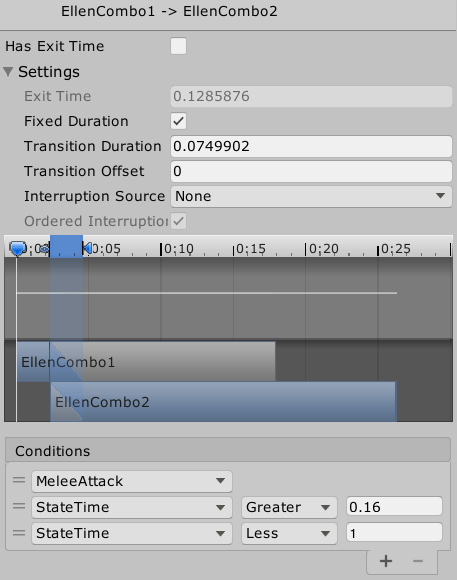 EllenCombo1 -> EllenCombo2
Has Exit Time
Settings
Exit Time 0.1285876
Fixed Duration
Transition Duration 0.0749902
Transition Offset 0
Interruption Source None
Ordered Interruption
0:05 0:10 0:15 0:20 0:25
EllenCombo1
EllenCombo2
Conditions
MeleeAttack
StateTime Greater 0.16
StateTime Less 1
+ −